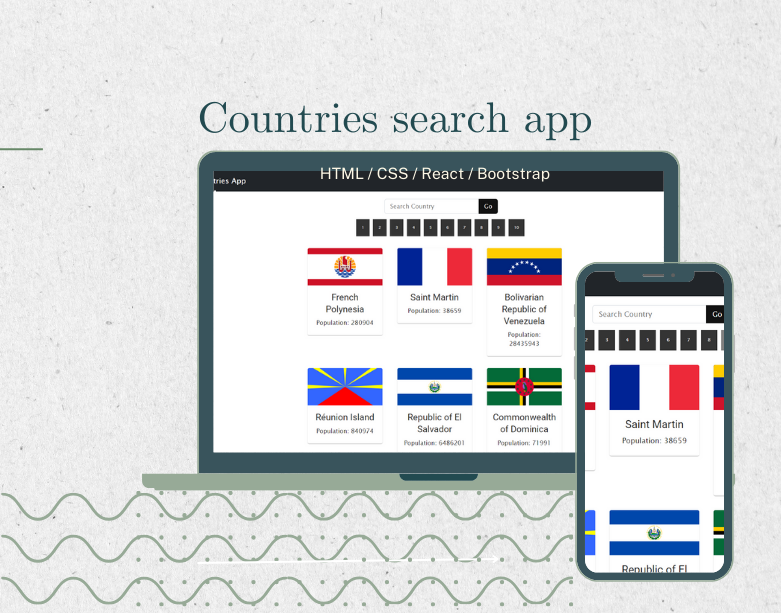 Countries search app
HTML / CSS / React / Bootstrap
tries App
Search Country
Go
1 2 3 4 5 6 7 8 9 10
French
Polynesia
Population: 280904
Saint Martin
Population: 38659
Bolivarian
Republic of
Venezuela
Population:
28435943
Réunion Island
Population: 840974
Republic of El
Salvador
Population: 6486201
Commonwealth
of Dominica
Population: 71991
Search Country
Go
2 3 4 5 6 7 8
Saint Martin
Population: 38659
Republic of El